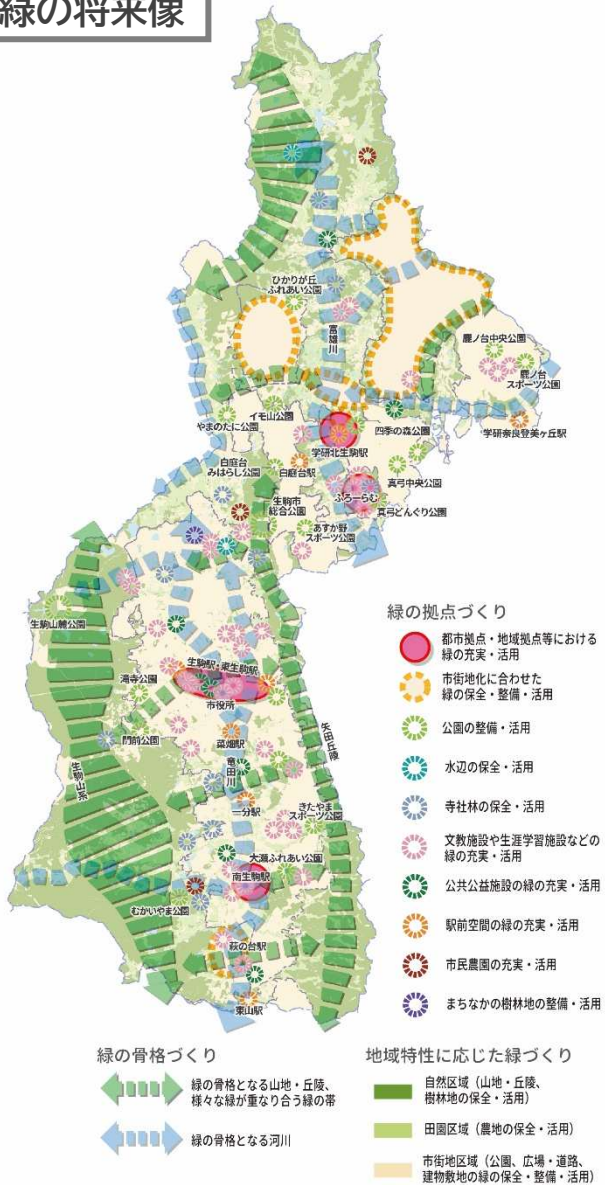 緑の将来像
ひかりが丘
ふれあい公園
富雄川
鹿ノ台中央公園
鹿ノ台
スポーツ公園
イモ山公園
やまのたに公園
四季の森公園
学研奈良登美ヶ丘駅
学研北生駒駅
白庭台
みはらし公園
白庭台駅
真弓中央公園
ふろーらむ
生駒市
総合公園
真弓どんぐり公園
あすか野
スポーツ公園
生駒山麓公園
生駒駅・東生駒駅
滝寺公園
市役所
門前公園
菜畑駅
矢田丘陵
生駒山系
竜田川
一分駅
きたやま
スポーツ公園
大瀬ふれあい公園
南生駒駅
むかいやま公園
萩の台駅
東山駅
緑の拠点づくり
都市拠点・地域拠点等における
緑の充実・活用
市街地化に合わせた
緑の保全・整備・活用
公園の整備・活用
水辺の保全・活用
寺社林の保全・活用
文教施設や生涯学習施設などの
緑の充実・活用
公共公益施設の緑の充実・活用
駅前空間の緑の充実・活用
市民農園の充実・活用
まちなかの樹林地の整備・活用
緑の骨格づくり
緑の骨格となる山地・丘陵、
様々な緑が重なり合う緑の帯
緑の骨格となる河川
地域特性に応じた緑づくり
自然区域（山地・丘陵、
樹林地の保全・活用）
田園区域（農地の保全・活用）
市街地区域（公園、広場・道路、
建物敷地の緑の保全・整備・活用）